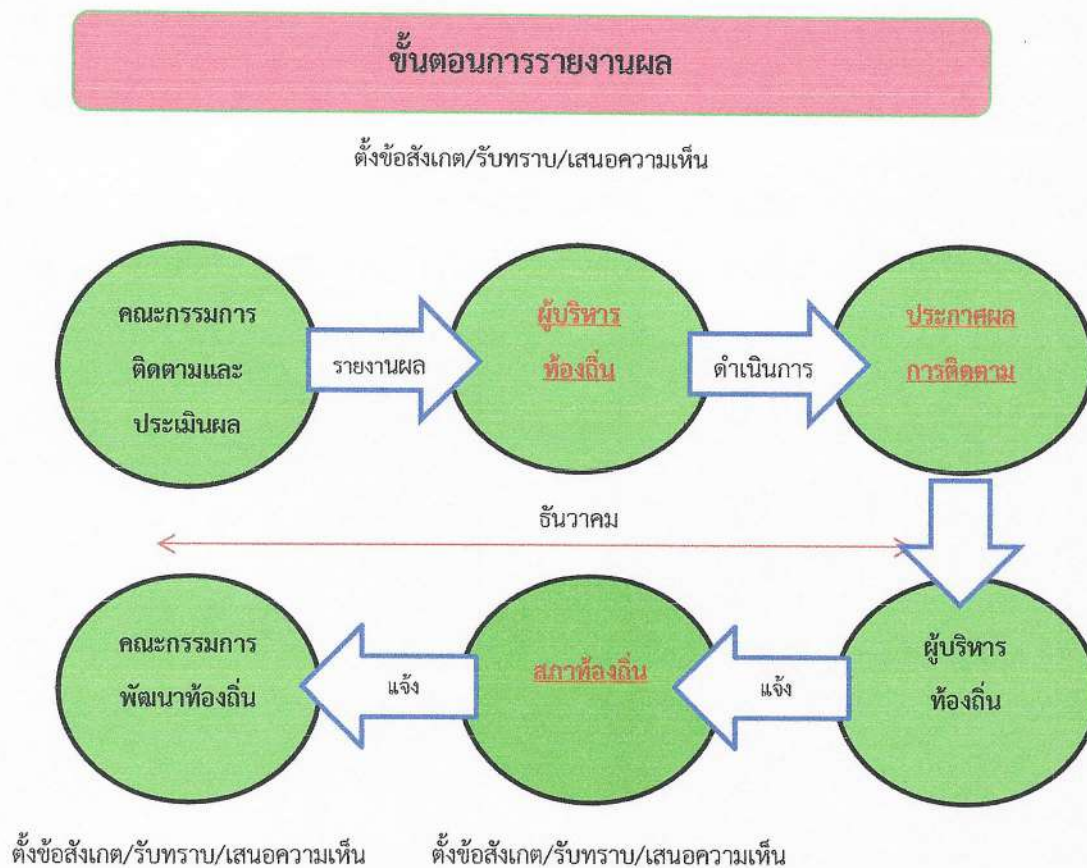 ขั้นตอนการรายงานผล
ตั้งข้อสังเกต/รับทราบ/เสนอความเห็น
คณะกรรมการ
ติดตามและ
ประเมินผล
รายงานผล
ผู้บริหาร
ท้องถิ่น
ดำเนินการ
ประกาศผล
การติดตาม
ธันวาคม
ผู้บริหาร
ท้องถิ่น
แจ้ง
สภาท้องถิ่น
แจ้ง
คณะกรรมการ
พัฒนาท้องถิ่น
ตั้งข้อสังเกต/รับทราบ/เสนอความเห็น
ตั้งข้อสังเกต/รับทราบ/เสนอความเห็น